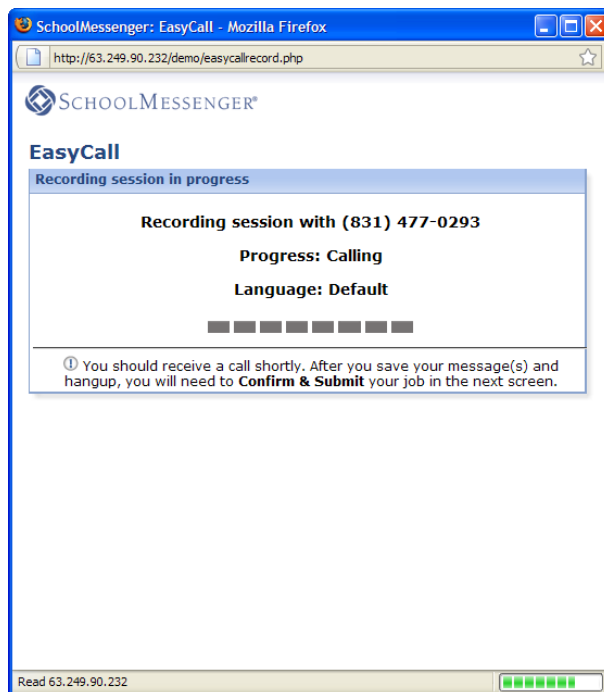 SchoolMessenger: EasyCall - Mozilla Firefox
http://63.249.90.232/demo/easycallrecord.php
SCHOOLMESSENGER®
EasyCall
Recording session in progress
Recording session with (831) 477-0293
Progress: Calling
Language: Default
You should receive a call shortly. After you save your message(s) and
hangup, you will need to Confirm & Submit your job in the next screen.
Read 63.249.90.232